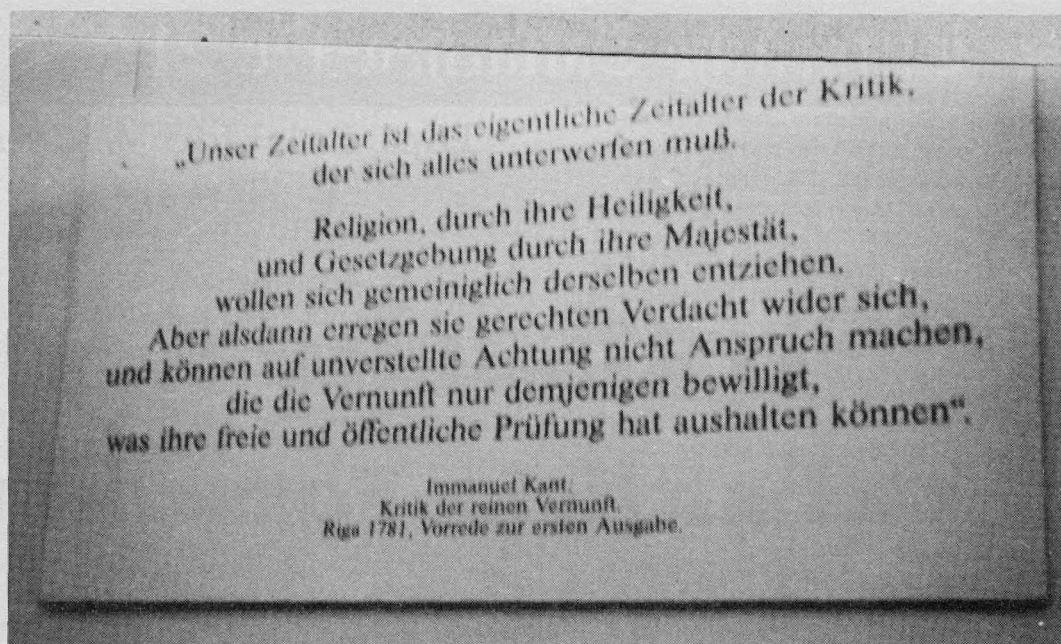 „Unser Zeitalter ist das eigentliche Zeitalter der Kritik,
der sich alles unterwerfen muß.
Religion, durch ihre Heiligkeit,
und Gesetzgebung durch ihre Majestät,
wollen sich gemeiniglich derselben entziehen.
Aber alsdann erregen sie gerechten Verdacht wider sich,
und können auf unverstellte Achtung nicht Anspruch machen,
die die Vernunft nur demjenigen bewilligt,
was ihre freie und öffentliche Prüfung hat aushalten können“.
Immanuel Kant,
Kritik der reinen Vernunft.
Riga 1781, Vorrede zur ersten Ausgabe.